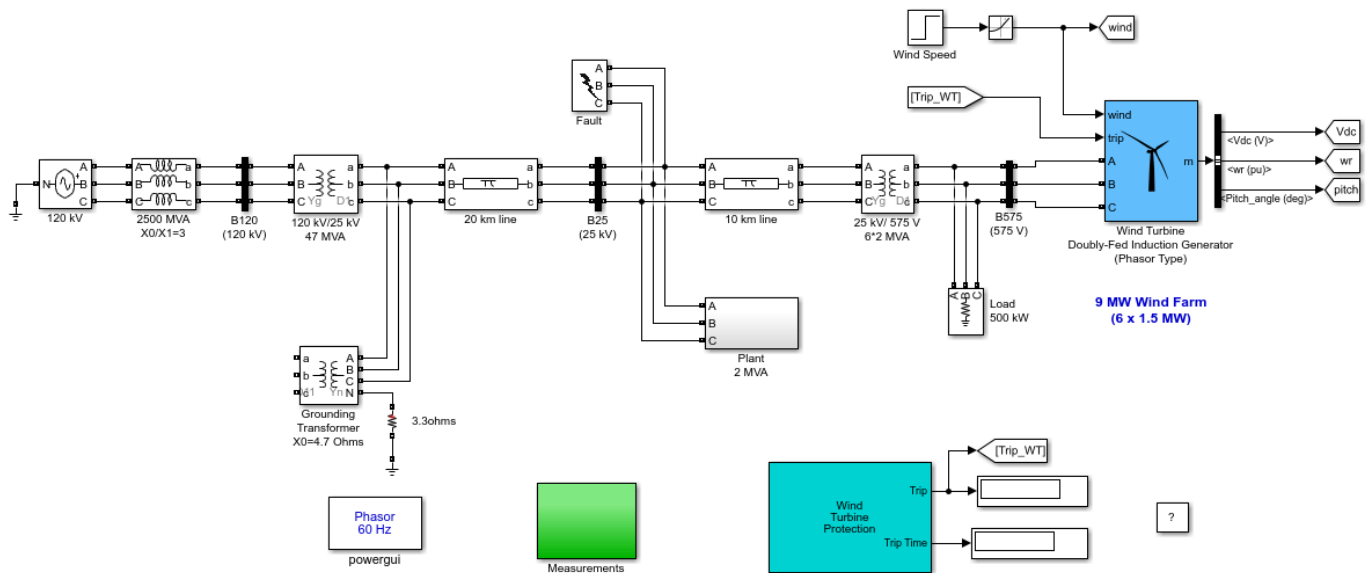 wind
Wind Speed
[Trip_WT]
wind
trip
A
B
C
m
<Vdc (V)>
<wr (pu)>
<Pitch_angle (deg)>
Vdc
wr
pitch
Wind Turbine
Doubly-Fed Induction Generator
(Phasor Type)
9 MW Wind Farm
(6 x 1.5 MW)
A
B
C
Fault
N
A
B
C
120 kV
A
B
C
a
b
c
2500 MVA
X0/X1=3
A
B
C
a
b
c
B120
(120 kV)
A
B
C
Yg
D1
a
b
c
120 kV/25 kV
47 MVA
A
B
C
a
b
c
20 km line
A
B
C
a
b
c
B25
(25 kV)
A
B
C
a
b
c
10 km line
A
B
C
Yg
a
b
c
25 kV/ 575 V
6*2 MVA
A
B
C
a
b
c
B575
(575 V)
A
B
C
Load
500 kW
A
B
C
Plant
2 MVA
a
b
c
A
B
C
N
Yn
Grounding
Transformer
X0=4.7 Ohms
3.3ohms
Phasor
60 Hz
powergui
Measurements
Wind
Turbine
Protection
Trip
Trip Time
[Trip_WT]
?